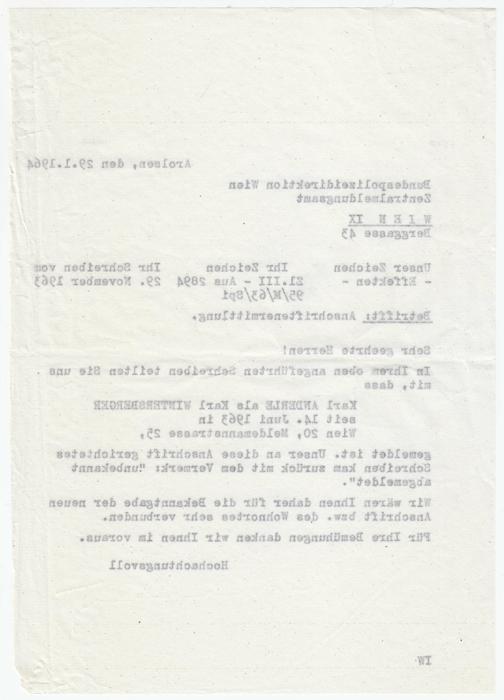 Arolsen, den 29.1.1964
Bundespolizeidirektion Wien
Zentralmeldungsamt
W I E N IX
Berggasse 43
Unser Zeichen Ihr Zeichen Ihr Schreiben vom
- Effekten - Zl.III - Aus 2894 29. November 1963
95/M/63/Spi
Betrifft: Anschriftenermittlung.
Sehr geehrte Herren!
In Ihrem oben angeführten Schreiben teilten Sie uns
mit, dass
Karl ANDERLE als Karl WINTERSBERGER
seit 14. Juni 1963 in
Wien 20, Meldemannstrasse 25,
gemeldet ist. Unser an diese Anschrift gerichtetes
Schreiben kam zurück mit dem Vermerk: "unbekannt
abgemeldet".
Wir wären Ihnen daher für die Bekanntgabe der neuen
Anschrift bzw. des Wohnortes sehr verbunden.
Für Ihre Bemühungen danken wir Ihnen im voraus.
Hochachtungsvoll
IW